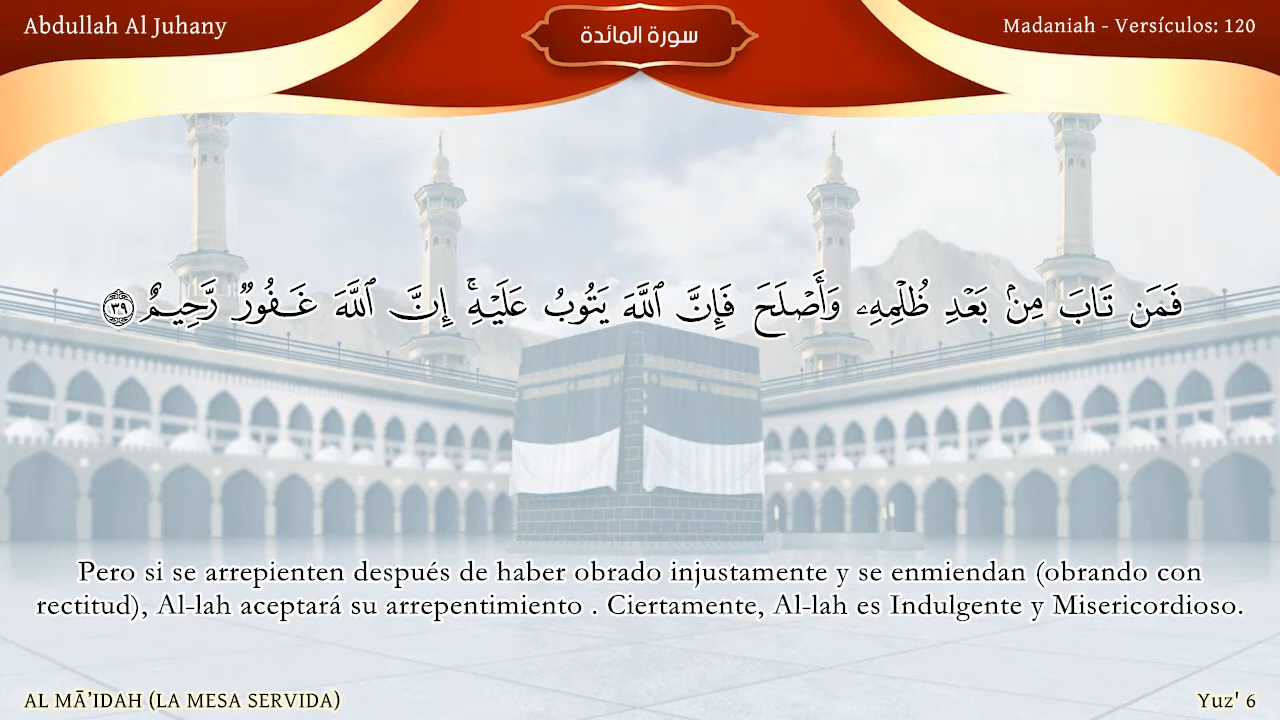 Abdullah Al Juhany
سورة المائدة
Madaniah - Versículos: 120
فَمَن تَابَ مِنۢ بَعْدِ ظُلْمِهِۦ وَأَصْلَحَ فَإِنَّ ٱللَّهَ يَتُوبُ عَلَيْهِۚ إِنَّ ٱللَّهَ غَفُورٌ رَّحِيمٌ ٣٩
Pero si se arrepienten después de haber obrado injustamente y se enmiendan (obrando con
rectitud), Al-lah aceptará su arrepentimiento . Ciertamente, Al-lah es Indulgente y Misericordioso.
AL MĀ’IDAH (LA MESA SERVIDA)
Yuz' 6